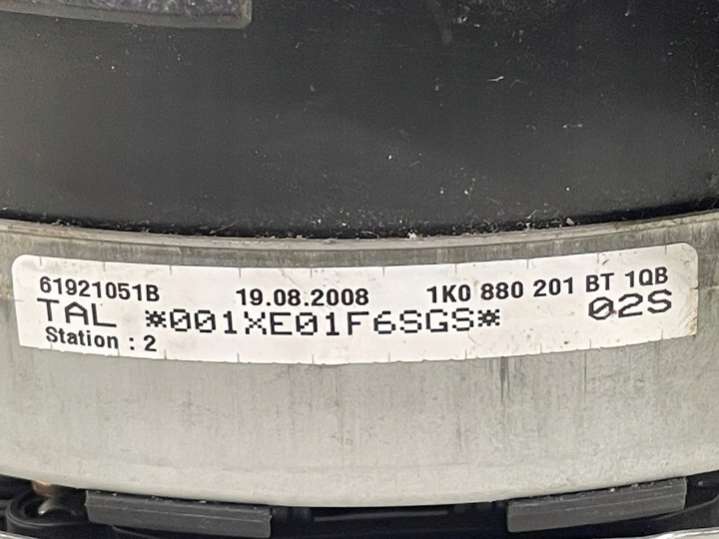 61921051B 19.08.2008 1K0 880 201 BT 1QB
TAL *001XE01F6SGS* 02S
Station : 2